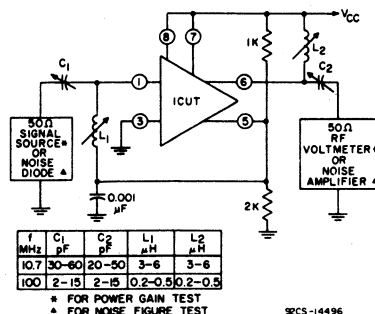 VCC
8
7
1K
L2
C1
C2
1
6
ICUT
3
5
L1
50Ω
SIGNAL
SOURCE*
OR
NOISE
DIODE ▲
50Ω
RF
VOLTMETER*
OR
NOISE
AMPLIFIER ▲
0.001
μF
2K
f MHz C1 pF C2 pF L1 μH L2 μH
10.7 30-60 20-50 3-6 3-6
100 2-15 2-15 0.2-0.5 0.2-0.5
* FOR POWER GAIN TEST
▲ FOR NOISE FIGURE TEST
92CS-14496